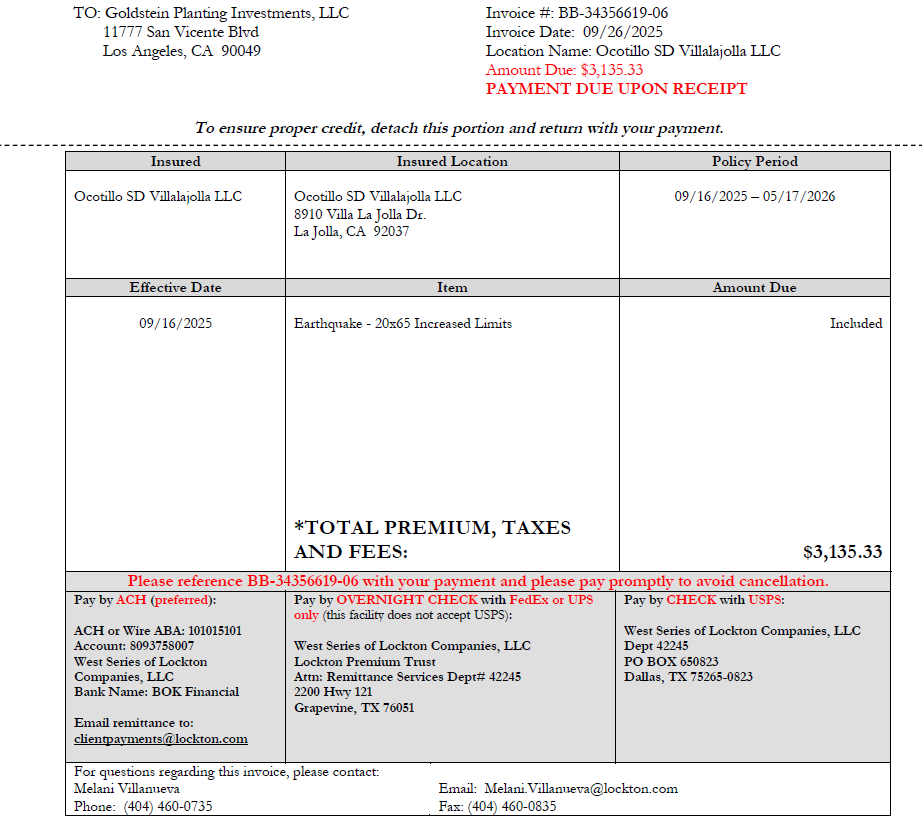 TO: Goldstein Planting Investments, LLC
11777 San Vicente Blvd
Los Angeles, CA  90049
Invoice #: BB-34356619-06
Invoice Date:  09/26/2025
Location Name: Ocotillo SD Villalajolla LLC
Amount Due: $3,135.33
PAYMENT DUE UPON RECEIPT
To ensure proper credit, detach this portion and return with your payment.
Insured
Insured Location
Policy Period
Ocotillo SD Villalajolla LLC
Ocotillo SD Villalajolla LLC
8910 Villa La Jolla Dr.
La Jolla, CA  92037
09/16/2025 – 05/17/2026
Effective Date
Item
Amount Due
09/16/2025
Earthquake - 20x65 Increased Limits
Included
*TOTAL PREMIUM, TAXES
AND FEES:
$3,135.33
Please reference BB-34356619-06 with your payment and please pay promptly to avoid cancellation.
Pay by ACH (preferred):
ACH or Wire ABA: 101015101
Account: 8093758007
West Series of Lockton
Companies, LLC
Bank Name: BOK Financial
Email remittance to:
clientpayments@lockton.com
Pay by OVERNIGHT CHECK with FedEx or UPS
only (this facility does not accept USPS):
West Series of Lockton Companies, LLC
Lockton Premium Trust
Attn: Remittance Services Dept# 42245
2200 Hwy 121
Grapevine, TX 76051
Pay by CHECK with USPS:
West Series of Lockton Companies, LLC
Dept 42245
PO BOX 650823
Dallas, TX 75265-0823
For questions regarding this invoice, please contact:
Melani Villanueva
Phone:  (404) 460-0735
Email:  Melani.Villanueva@lockton.com
Fax: (404) 460-0835